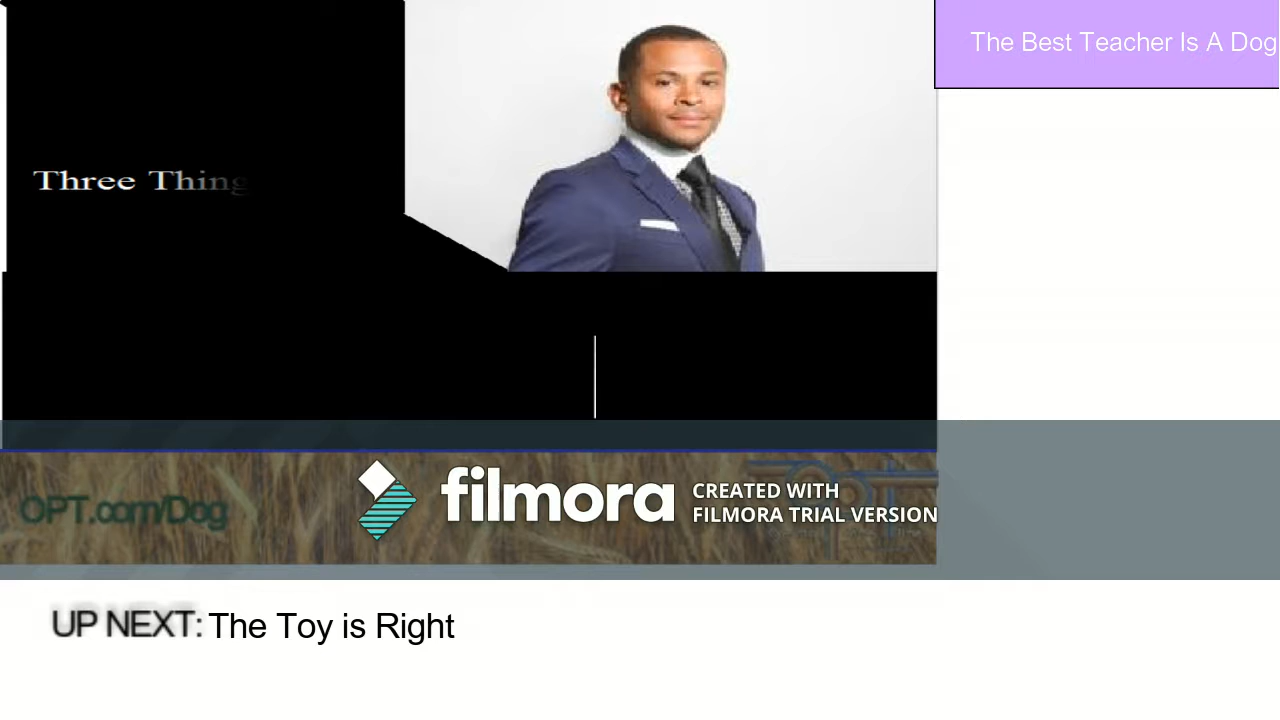 The Best Teacher Is A Dog
Three Thing
OPT.com/Dog
filmora
CREATED WITH
FILMORA TRIAL VERSION
UP NEXT: The Toy is Right